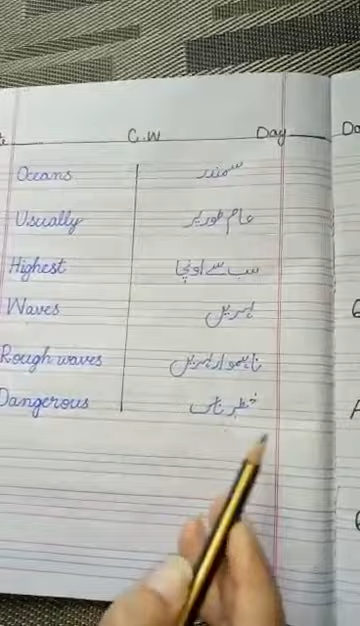 C.W Day
Oceans سمندر
Usually عام طور پر
Highest سب سے اونچا
Waves لہریں
Rough waves ناہموار لہریں
Dangerous خطرناک